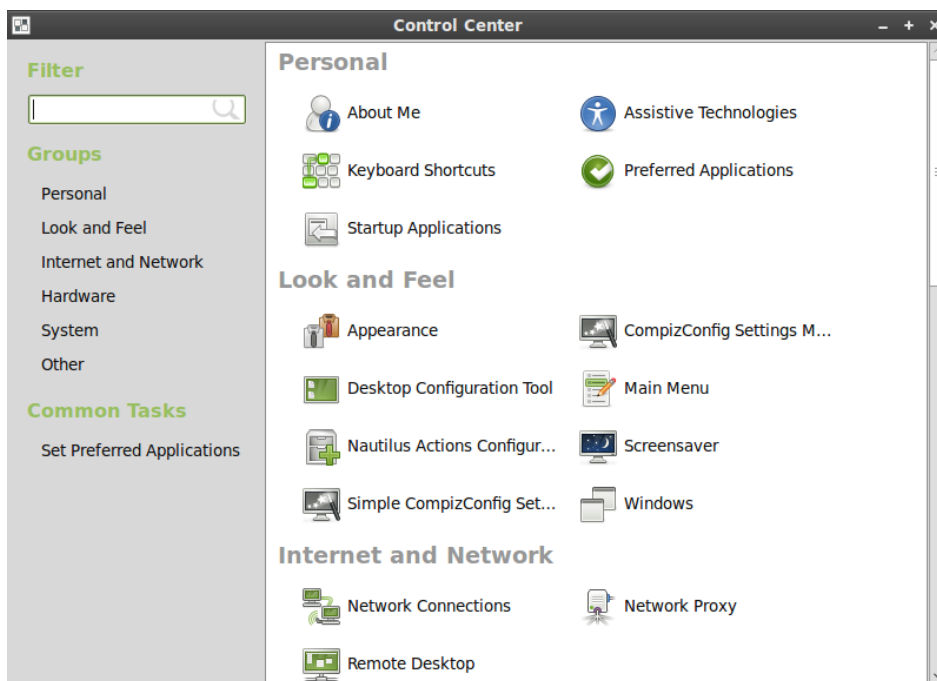 Control Center
Filter
Groups
Personal
Look and Feel
Internet and Network
Hardware
System
Other
Common Tasks
Set Preferred Applications
Personal
About Me
Assistive Technologies
Keyboard Shortcuts
Preferred Applications
Startup Applications
Look and Feel
Appearance
CompizConfig Settings M...
Desktop Configuration Tool
Main Menu
Nautilus Actions Configur...
Screensaver
Simple CompizConfig Set...
Windows
Internet and Network
Network Connections
Network Proxy
Remote Desktop